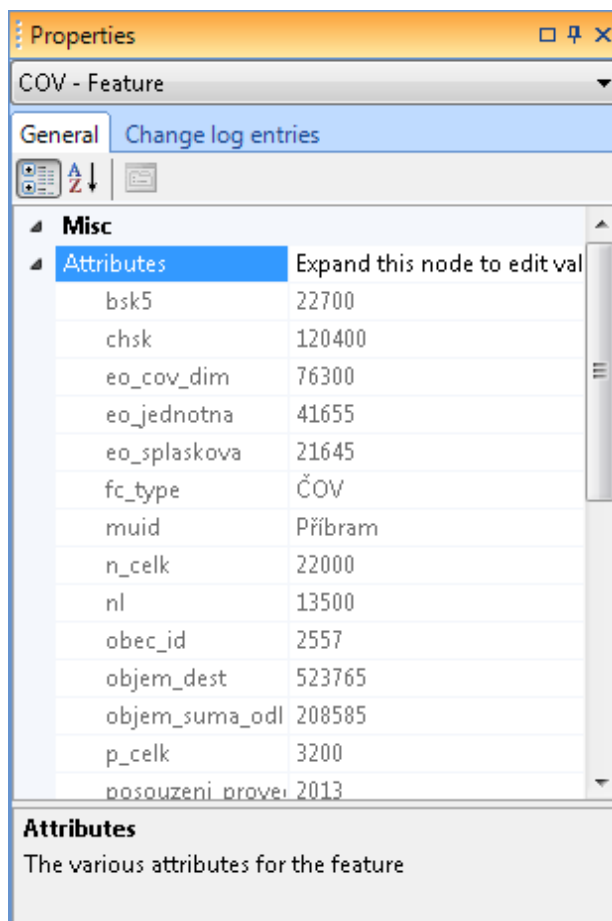 Properties
COV - Feature
General Change log entries
Misc
Attributes Expand this node to edit val
bsk5 22700
chsk 120400
eo_cov_dim 76300
eo_jednotna 41655
eo_splaskova 21645
fc_type ČOV
muid Příbram
n_celk 22000
nl 13500
obec_id 2557
objem_dest 523765
objem_suma_odl 208585
p_celk 3200
posouzeni_prove 2013
Attributes
The various attributes for the feature